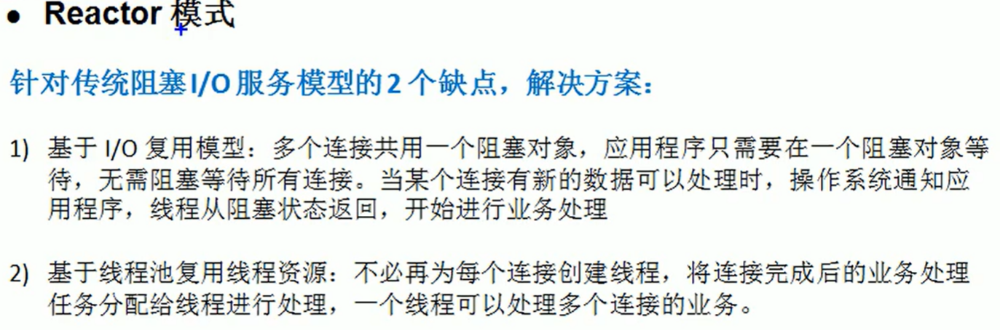 ● Reactor 模式
针对传统阻塞I/O服务模型的2个缺点，解决方案：
1) 基于 I/O 复用模型：多个连接共用一个阻塞对象，应用程序只需要在一个阻塞对象等
待，无需阻塞等待所有连接。当某个连接有新的数据可以处理时，操作系统通知应
用程序，线程从阻塞状态返回，开始进行业务处理
2) 基于线程池复用线程资源：不必再为每个连接创建线程，将连接完成后的业务处理
任务分配给线程进行处理，一个线程可以处理多个连接的业务。